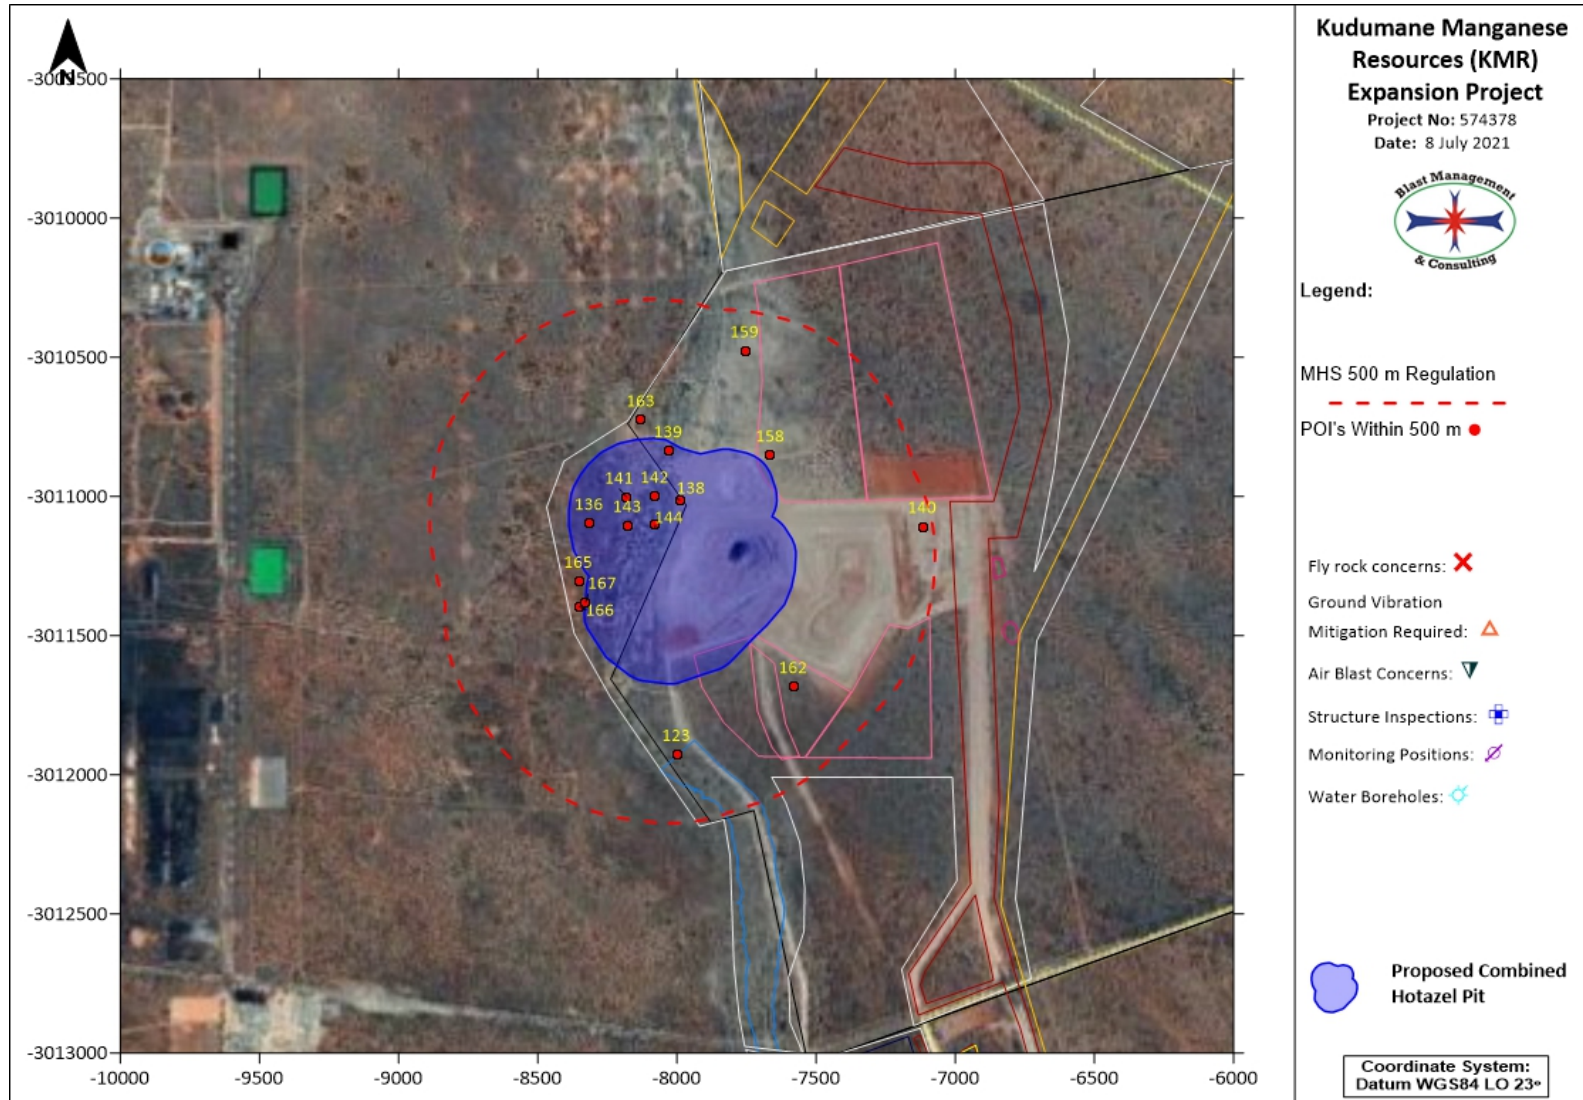 N
-3009500
-3010000
-3010500
-3011000
-3011500
-3012000
-3012500
-3013000
-10000
-9500
-9000
-8500
-8000
-7500
-7000
-6500
-6000
159
163
139
158
141
142
138
136
143
144
140
165
167
166
162
123
Kudumane Manganese
Resources (KMR)
Expansion Project
Project No: 574378
Date: 8 July 2021
Blast Management
& Consulting
Legend:
MHS 500 m Regulation
POI's Within 500 m
Fly rock concerns:
Ground Vibration
Mitigation Required:
Air Blast Concerns:
Structure Inspections:
Monitoring Positions:
Water Boreholes:
Proposed Combined
Hotazel Pit
Coordinate System:
Datum WGS84 LO 23°